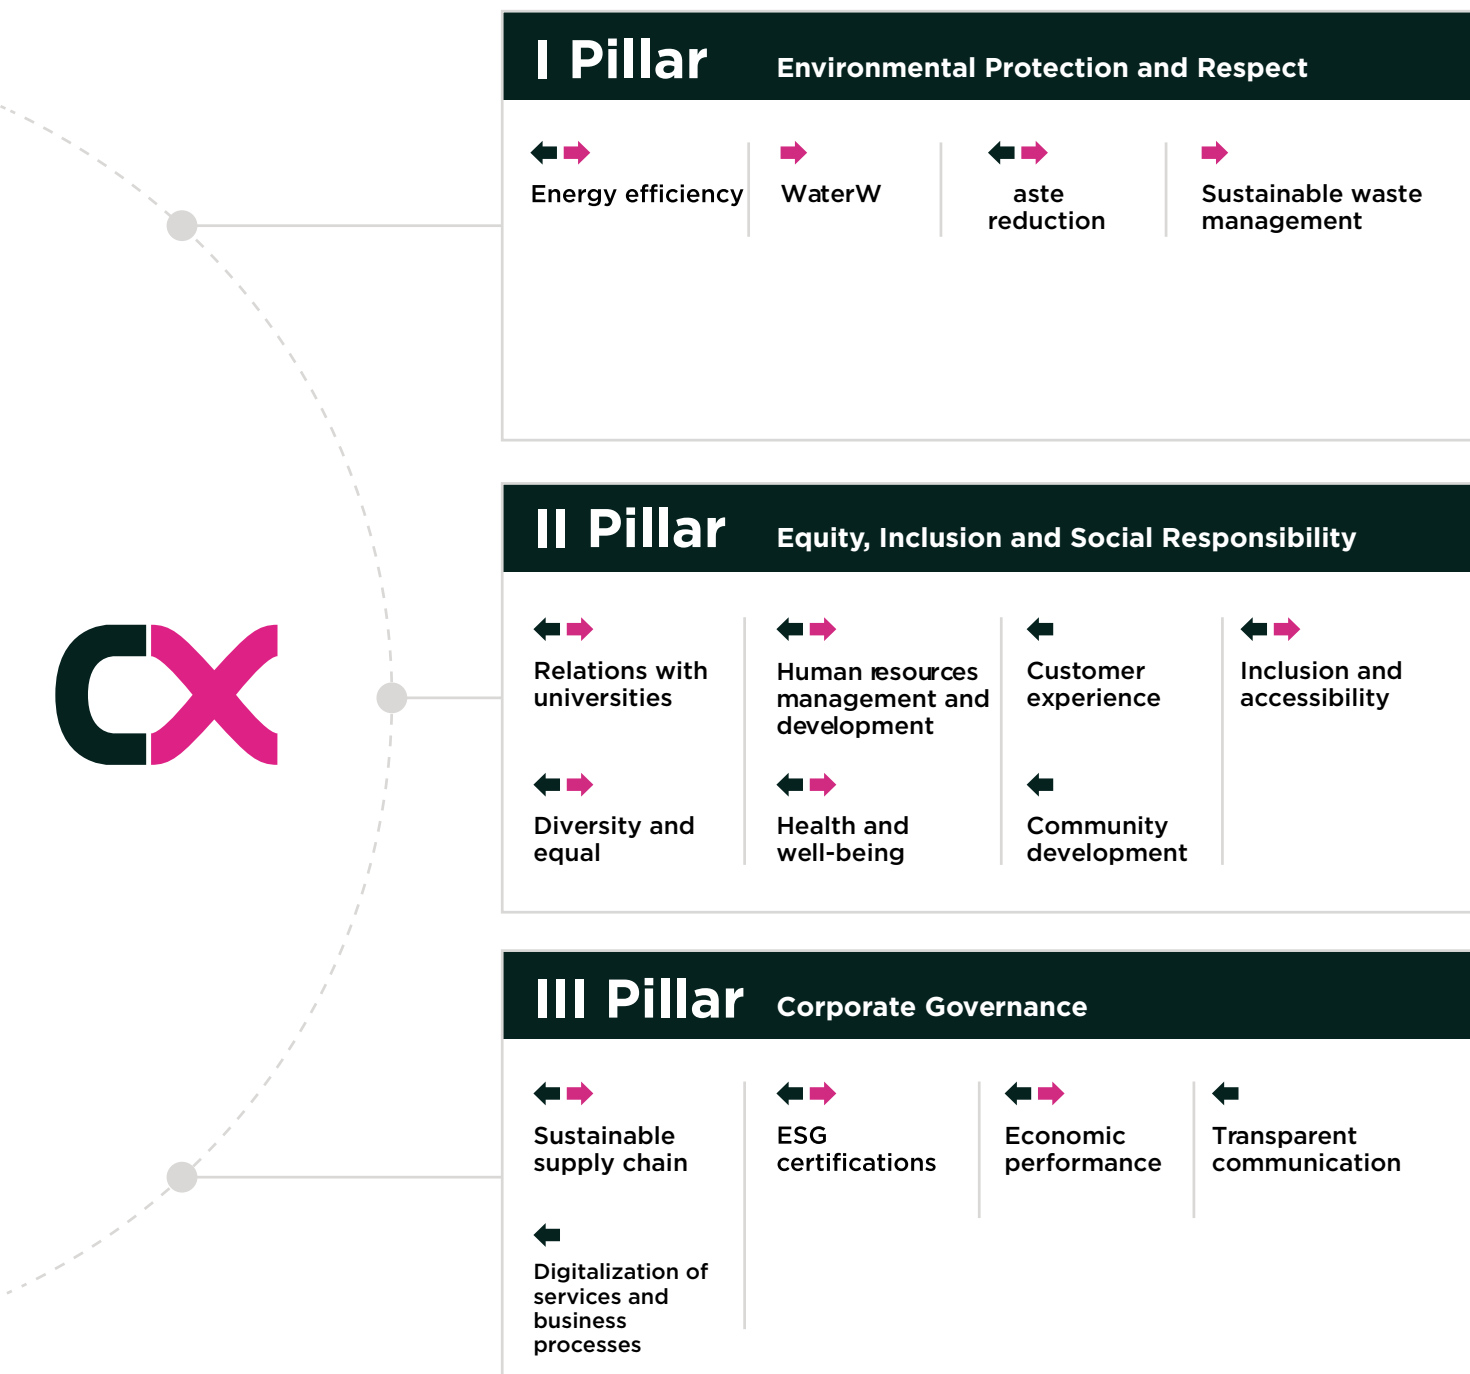 I Pillar Environmental Protection and Respect
Energy efficiency
WaterW
aste
reduction
Sustainable waste
management
II Pillar Equity, Inclusion and Social Responsibility
Relations with
universities
Human resources
management and
development
Customer
experience
Inclusion and
accessibility
Diversity and
equal
Health and
well-being
Community
development
III Pillar Corporate Governance
Sustainable
supply chain
ESG
certifications
Economic
performance
Transparent
communication
Digitalization of
services and
business
processes
CX